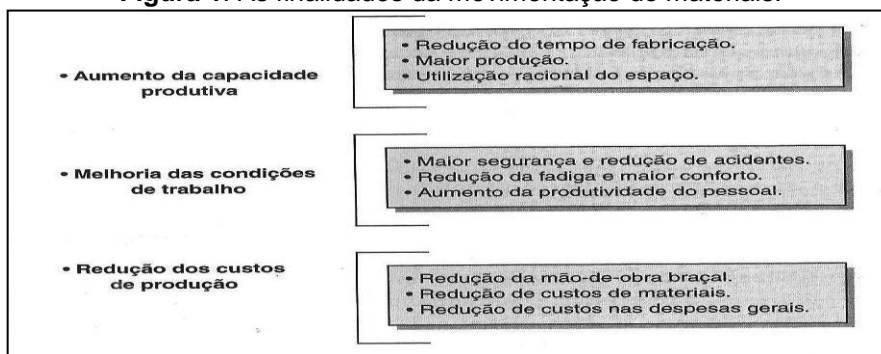 • Redução do tempo de fabricação.
• Maior produção.
• Utilização racional do espaço.
• Aumento da capacidade
produtiva
• Maior segurança e redução de acidentes.
• Redução da fadiga e maior conforto.
• Aumento da produtividade do pessoal.
• Melhoria das condições
de trabalho
• Redução dos custos
de produção
• Redução da mão-de-obra braçal.
• Redução de custos de materiais.
• Redução de custos nas despesas gerais.